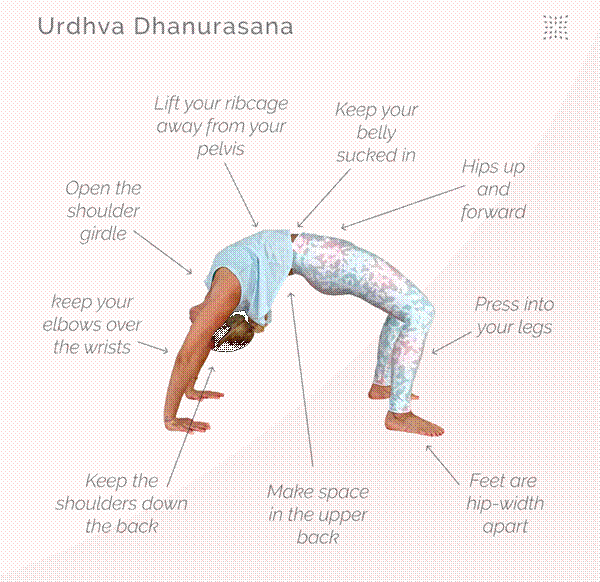 Urdhva Dhanurasana
Lift your ribcage
away from your
pelvis
Keep your
belly
sucked in
Hips up
and
forward
Open the
shoulder
girdle
keep your
elbows over
the wrists
Press into
your legs
Keep the
shoulders down
the back
Make space
in the upper
back
Feet are
hip-width
apart